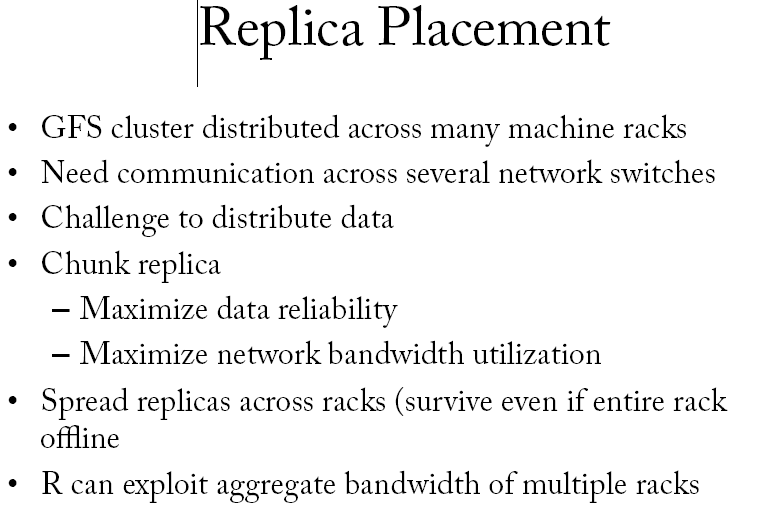 Replica Placement
• GFS cluster distributed across many machine racks
• Need communication across several network switches
• Challenge to distribute data
• Chunk replica
– Maximize data reliability
– Maximize network bandwidth utilization
• Spread replicas across racks (survive even if entire rack
offline
• R can exploit aggregate bandwidth of multiple racks